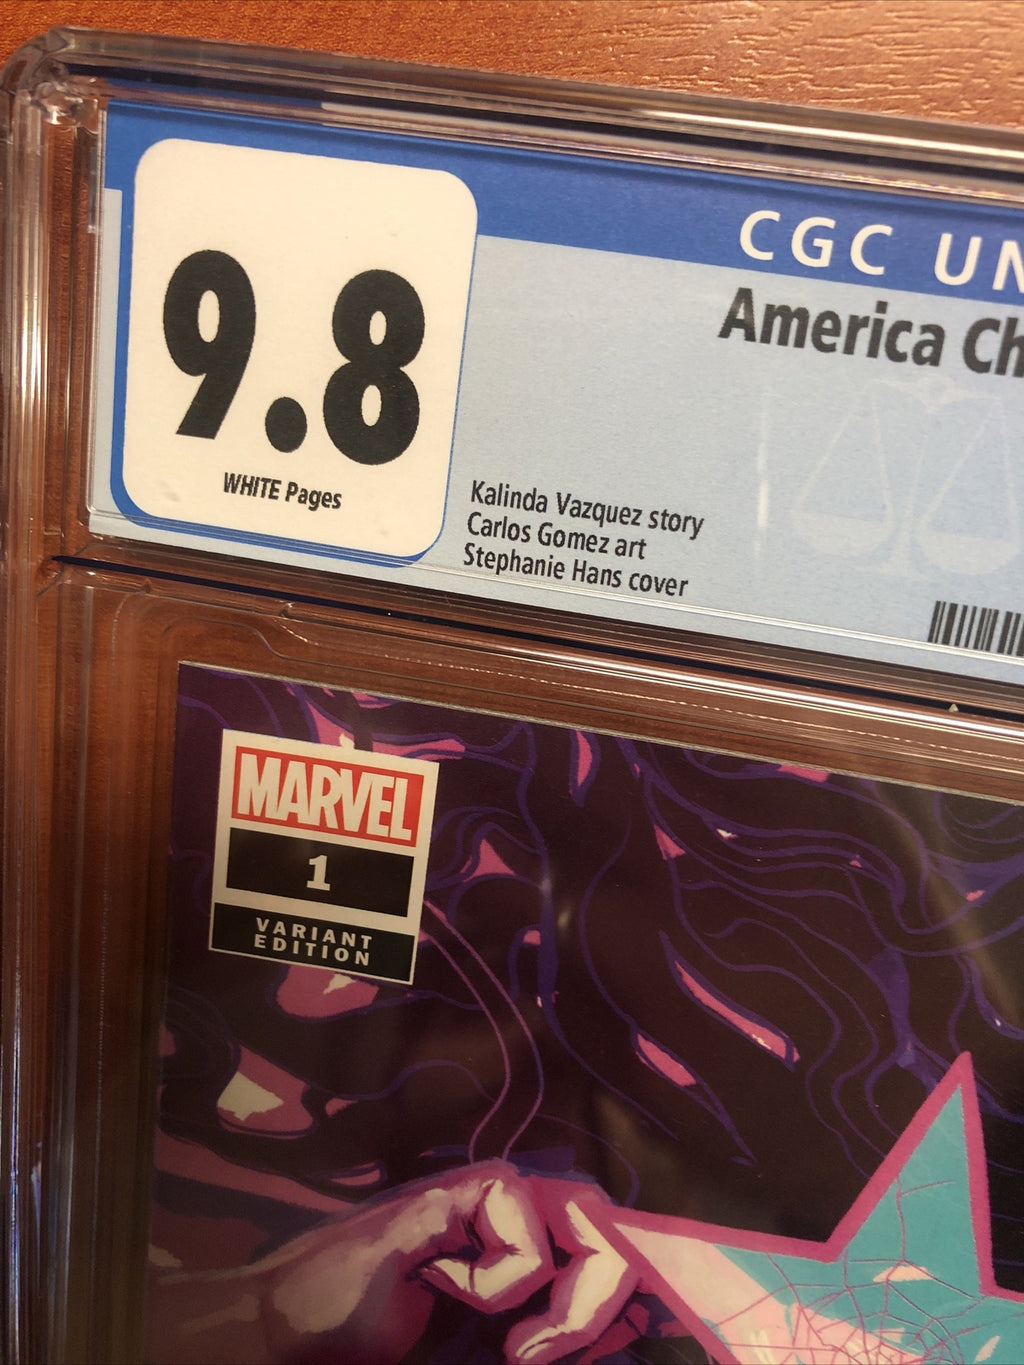 9.8
WHITE Pages
CGC UN
America Ch
Kalinda Vazquez story
Carlos Gomez art
Stephanie Hans cover
MARVEL
1
VARIANT
EDITION